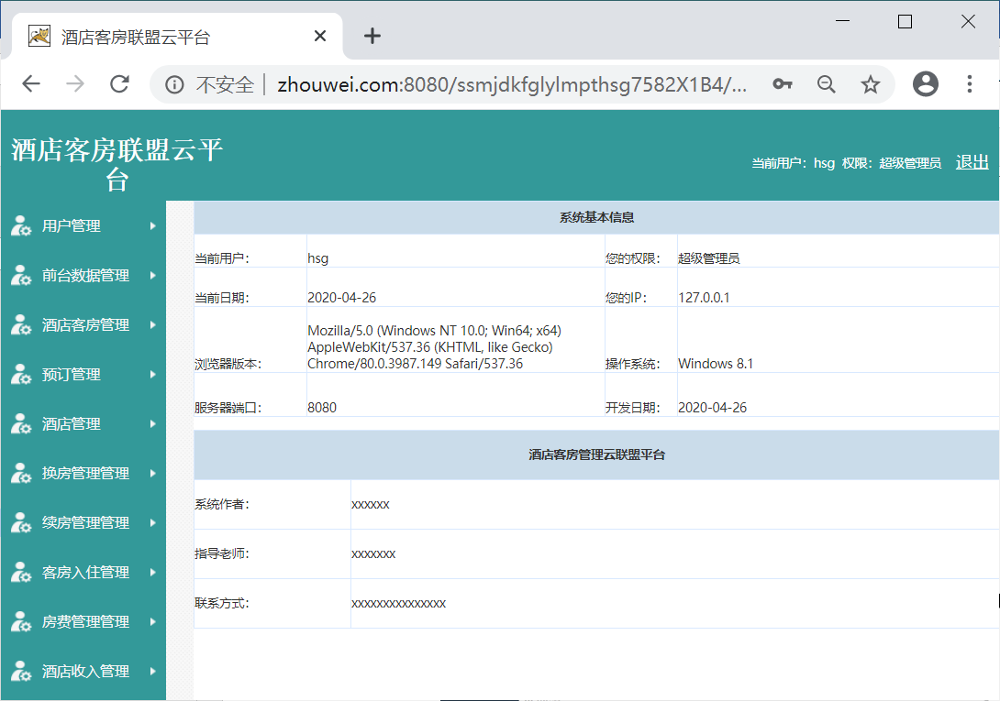 酒店客房联盟云平台
不安全 zhouwei.com:8080/ssmjdkfglylmpthsg7582X1B4/...
酒店客房联盟云平
台
当前用户: hsg 权限: 超级管理员 退出
用户管理
前台数据管理
酒店客房管理
预订管理
酒店管理
换房管理管理
续房管理管理
客房入住管理
房费管理管理
酒店收入管理
系统基本信息
当前用户: hsg 您的权限: 超级管理员
当前日期: 2020-04-26 您的IP: 127.0.0.1
Mozilla/5.0 (Windows NT 10.0; Win64; x64)
AppleWebKit/537.36 (KHTML, like Gecko)
浏览器版本: Chrome/80.0.3987.149 Safari/537.36 操作系统: Windows 8.1
服务器端口: 8080 开发日期: 2020-04-26
酒店客房管理云联盟平台
系统作者: xxxxxx
指导老师: xxxxxxx
联系方式: xxxxxxxxxxxxxxx